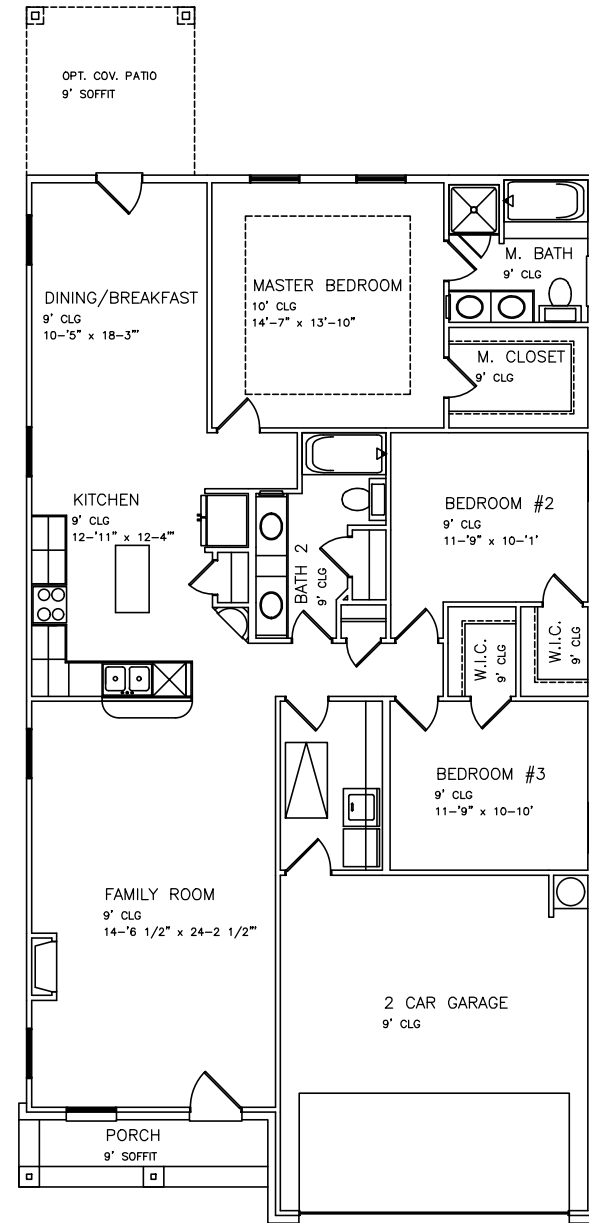 OPT. COV. PATIO
9' SOFFIT
M. BATH
9' CLG
MASTER BEDROOM
10' CLG
14'-7" x 13'-10"
DINING/BREAKFAST
9' CLG
10-'5" x 18-3"'
M. CLOSET
9' CLG
KITCHEN
9' CLG
12-'11" x 12-4"'
BEDROOM #2
9' CLG
11-'9" x 10-'1'
BATH 2
9' CLG
W.I.C.
9' CLG
W.I.C.
9' CLG
BEDROOM #3
9' CLG
11-'9" x 10-10'
FAMILY ROOM
9' CLG
14-'6 1/2" x 24-2 1/2"'
2 CAR GARAGE
9' CLG
PORCH
9' SOFFIT